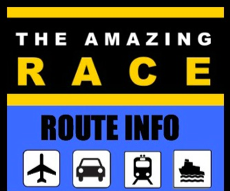 THE AMAZING
RACE
ROUTE INFO